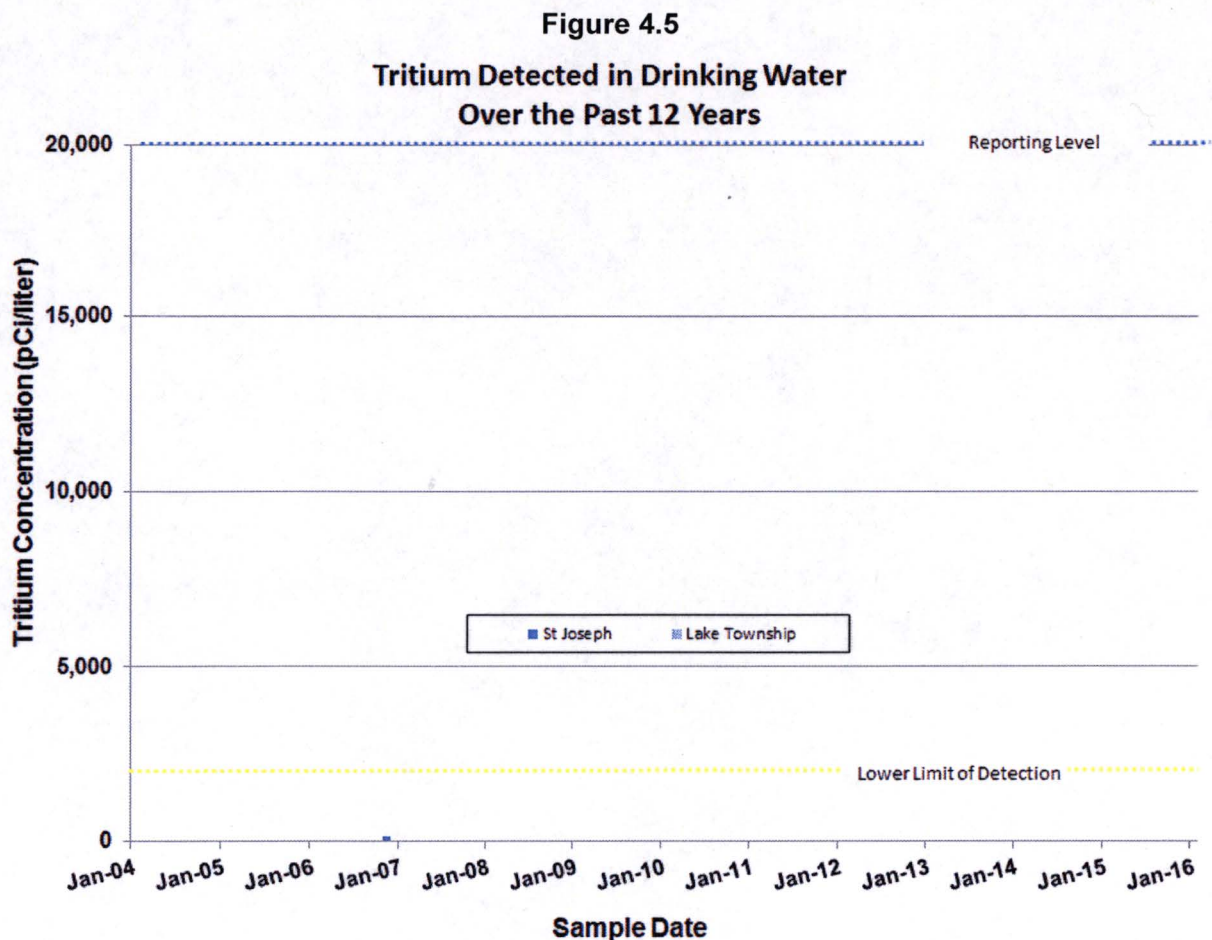 Figure 4.5
Tritium Detected in Drinking Water
Over the Past 12 Years
20,000
Reporting Level
15,000
10,000
5,000
0
Tritium Concentration (pCi/liter)
St Joseph
Lake Township
Lower Limit of Detection
Jan-04
Jan-05
Jan-06
Jan-07
Jan-08
Jan-09
Jan-10
Jan-11
Jan-12
Jan-13
Jan-14
Jan-15
Jan-16
Sample Date